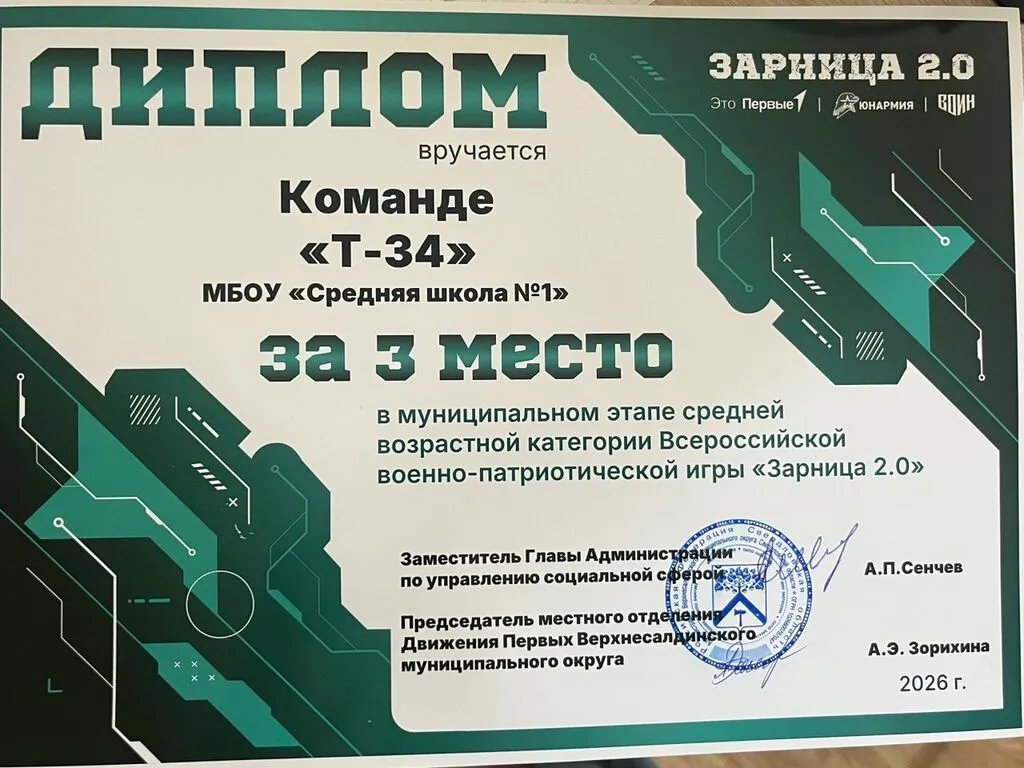 ДИПЛОМ
вручается
Команде
«Т-34»
МБОУ «Средняя школа №1»
за 3 место
в муниципальном этапе средней
возрастной категории Всероссийской
военно-патриотической игры «Зарница 2.0»
ЗАРНИЦА 2.0
Это Первые | ЮНАРМИЯ | ВОИН
Заместитель Главы Администрации
по управлению социальной сферой
А.П.Сенчев
Председатель местного отделения
Движения Первых Верхнесалдинского
муниципального округа
А.Э. Зорихина
2026 г.